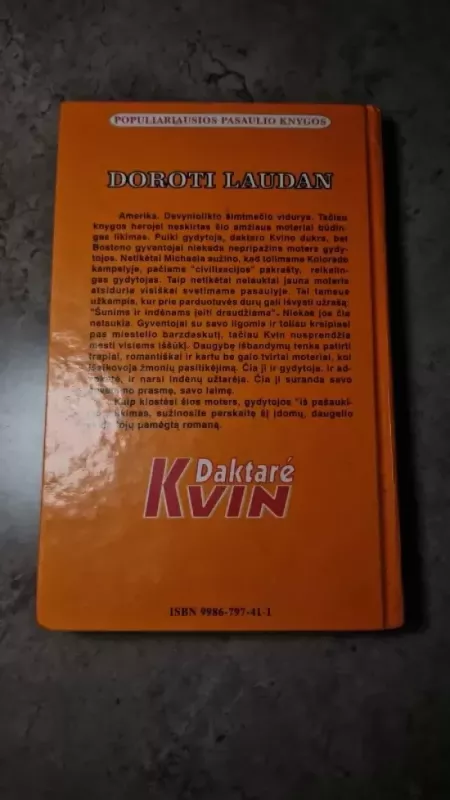 POPULIARIAUSIOS PASAULIO KNYGOS
DOROTI LAUDAN
Amerika. Devyniolikto šimtmečio vidurys. Tačiau
knygos herojei neskirtas šio amžiaus moteriai būdin-
gas likimas. Puiki gydytoja, daktaro Kvino dukra, bet
Bostono gyventojai niekada nepripažins moters gydy-
tojos. Netikėtai Michaela sužino, kad tolimame Kolorado
kampelyje, pačiame "civilizacijos" pakrašty, reikalin-
gas gydytojas. Taip netikėtai nelauktai jauna moteris
atsiduria visiškai svetimame pasaulyje. Tai tamsus
užkampis, kur prie parduotuvės durų gali išvysti užrašą:
"Šunims ir indėnams įeiti draudžiama". Niekas jos čia
nelaukia. Gyventojai su savo ligomis ir toliau kreipiasi
pas miestelio barzdaskutį, tačiau Kvin nusprendžia
mesti visiems iššūkį. Daugybę išbandymų tenka patirti
trapiai, romantiškai ir kartu be galo tvirtai moteriai, kol
išsikovoja žmonių pasitikėjimą. Čia ji ir gydytoja, ir ad-
vokatė, ir narsi indėnų užtarėja. Čia ji suranda savo
gyvenimo prasmę, savo laimę.
Kaip klostėsi šios moters, gydytojos "iš pašauki-
likimas, sužinosite perskaitę šį įdomų, daugelio
pamėgtą romaną.
Daktarė
KVIN
ISBN 9986-797-41-1